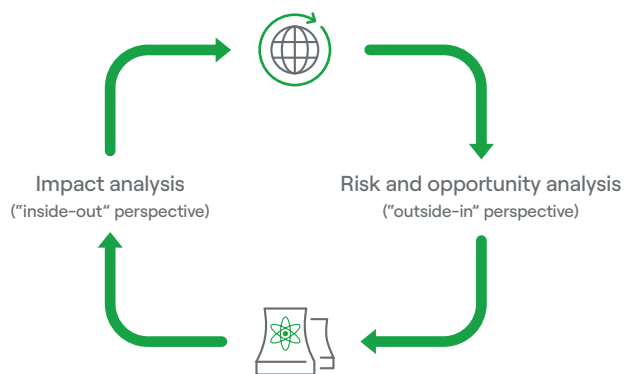 Impact analysis
(“inside-out” perspective)
Risk and opportunity analysis
(“outside-in” perspective)